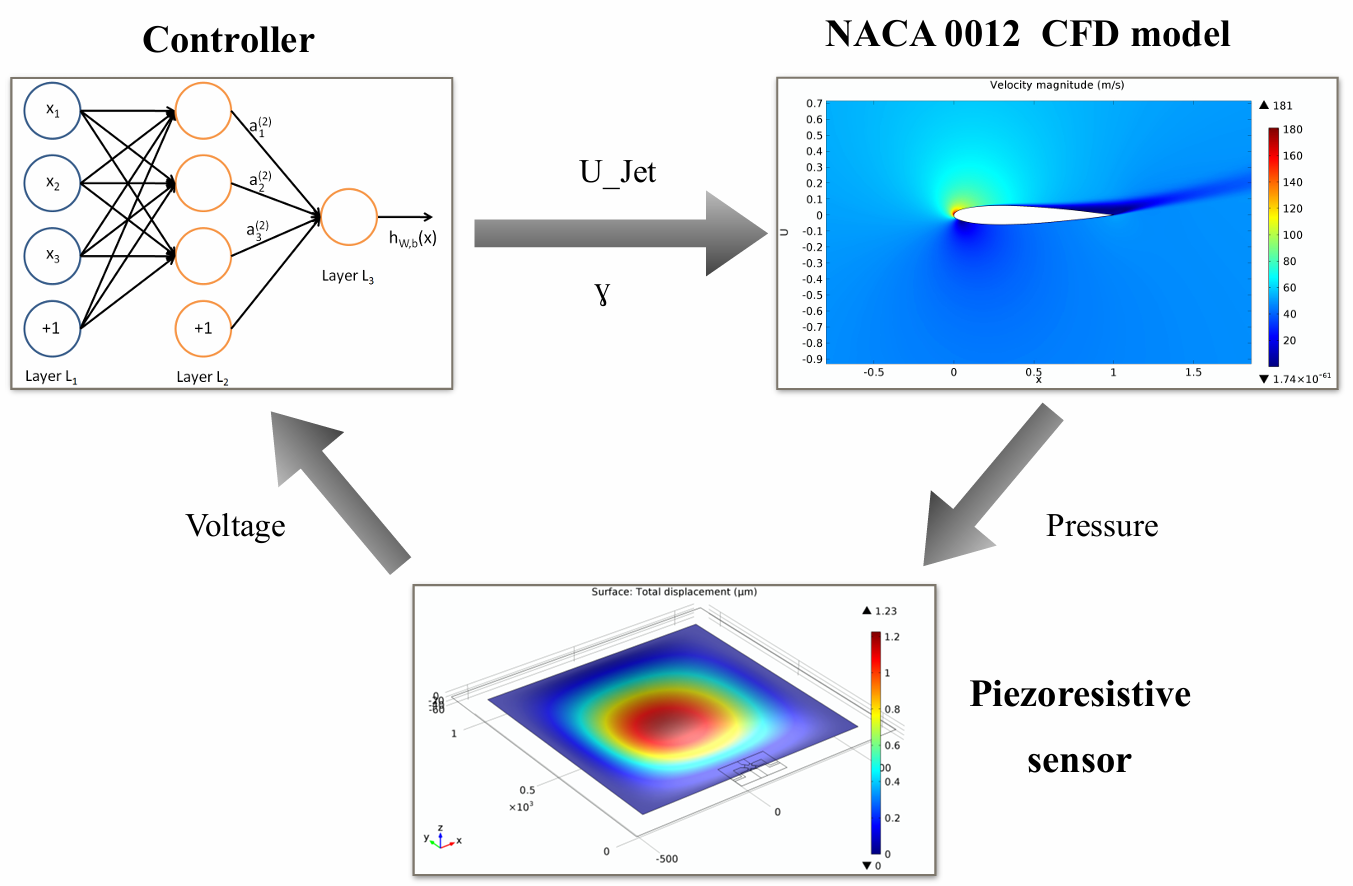 Controller
NACA 0012 CFD model
x1
x2
x3
+1
+1
a1(2)
a2(2)
a3(2)
hW,b(x)
Layer L1
Layer L2
Layer L3
U_Jet
ɣ
Velocity magnitude (m/s)
0.7
0.6
0.5
0.4
0.3
0.2
0.1
0
-0.1
-0.2
-0.3
-0.4
-0.5
-0.6
-0.7
-0.8
-0.9
-0.5
0
0.5
1
1.5
x
▲ 181
180
160
140
120
100
80
60
40
20
▼ 1.74×10-61
Voltage
Pressure
Surface: Total displacement (µm)
▲ 1.23
1.2
1
0.8
0.6
0.4
0.2
0
▼ 0
1
0.5
×103
0
-500
0
y
z
x
Piezoresistive
sensor